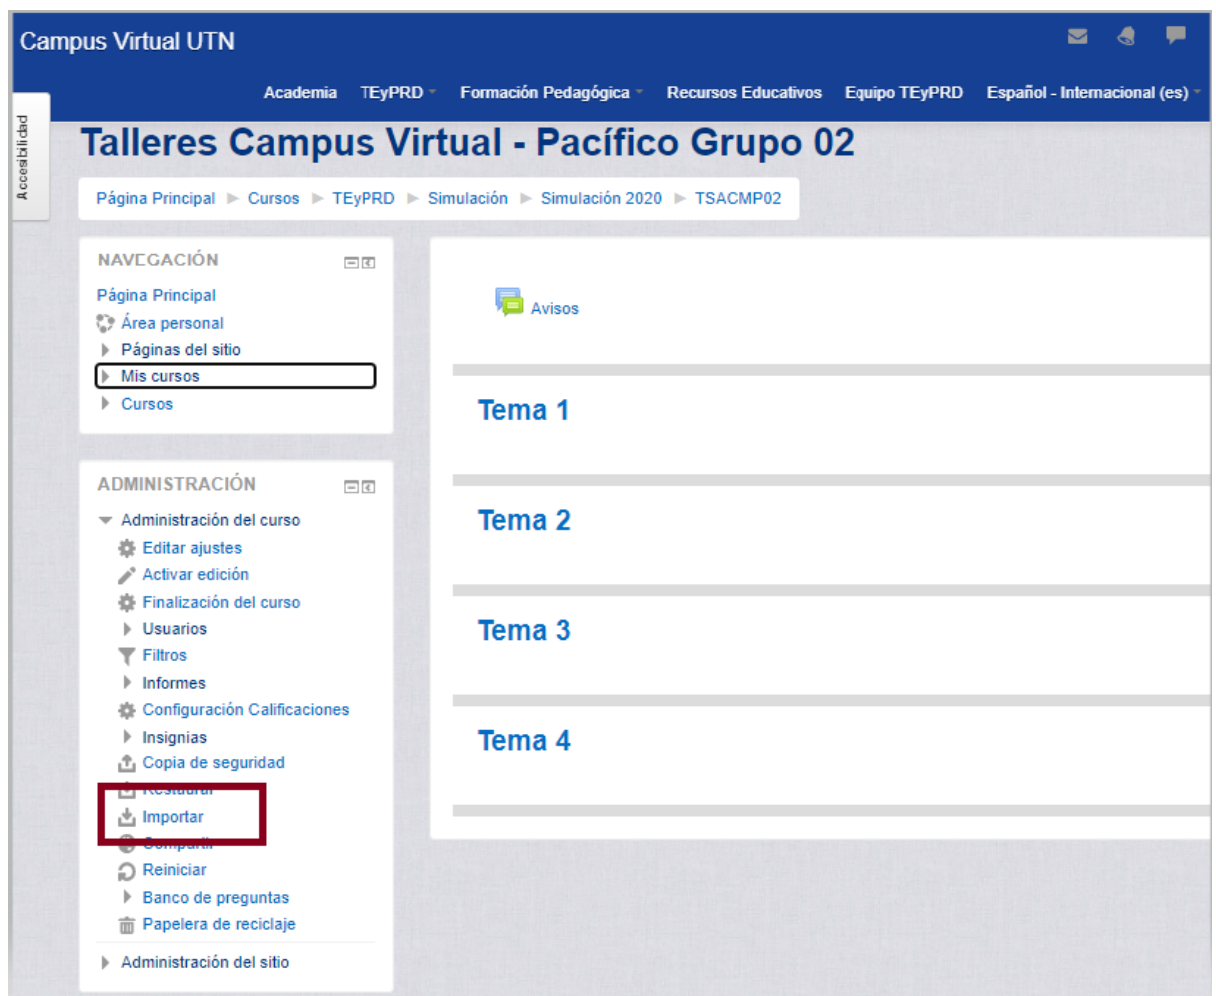 Campus Virtual UTN
Academia TEyPRD Formación Pedagógica Recursos Educativos Equipo TEyPRD Español - Internacional (es)
Accesibilidad
Talleres Campus Virtual - Pacífico Grupo 02
Página Principal Cursos TEyPRD Simulación Simulación 2020 TSACMP02
NAVEGACIÓN
Página Principal
Área personal
Páginas del sitio
Mis cursos
Cursos
Avisos
Tema 1
Tema 2
Tema 3
Tema 4
ADMINISTRACIÓN
Administración del curso
Editar ajustes
Activar edición
Finalización del curso
Usuarios
Filtros
Informes
Configuración Calificaciones
Insignias
Copia de seguridad
Restaurar
Importar
Compartir
Reiniciar
Banco de preguntas
Papelera de reciclaje
Administración del sitio